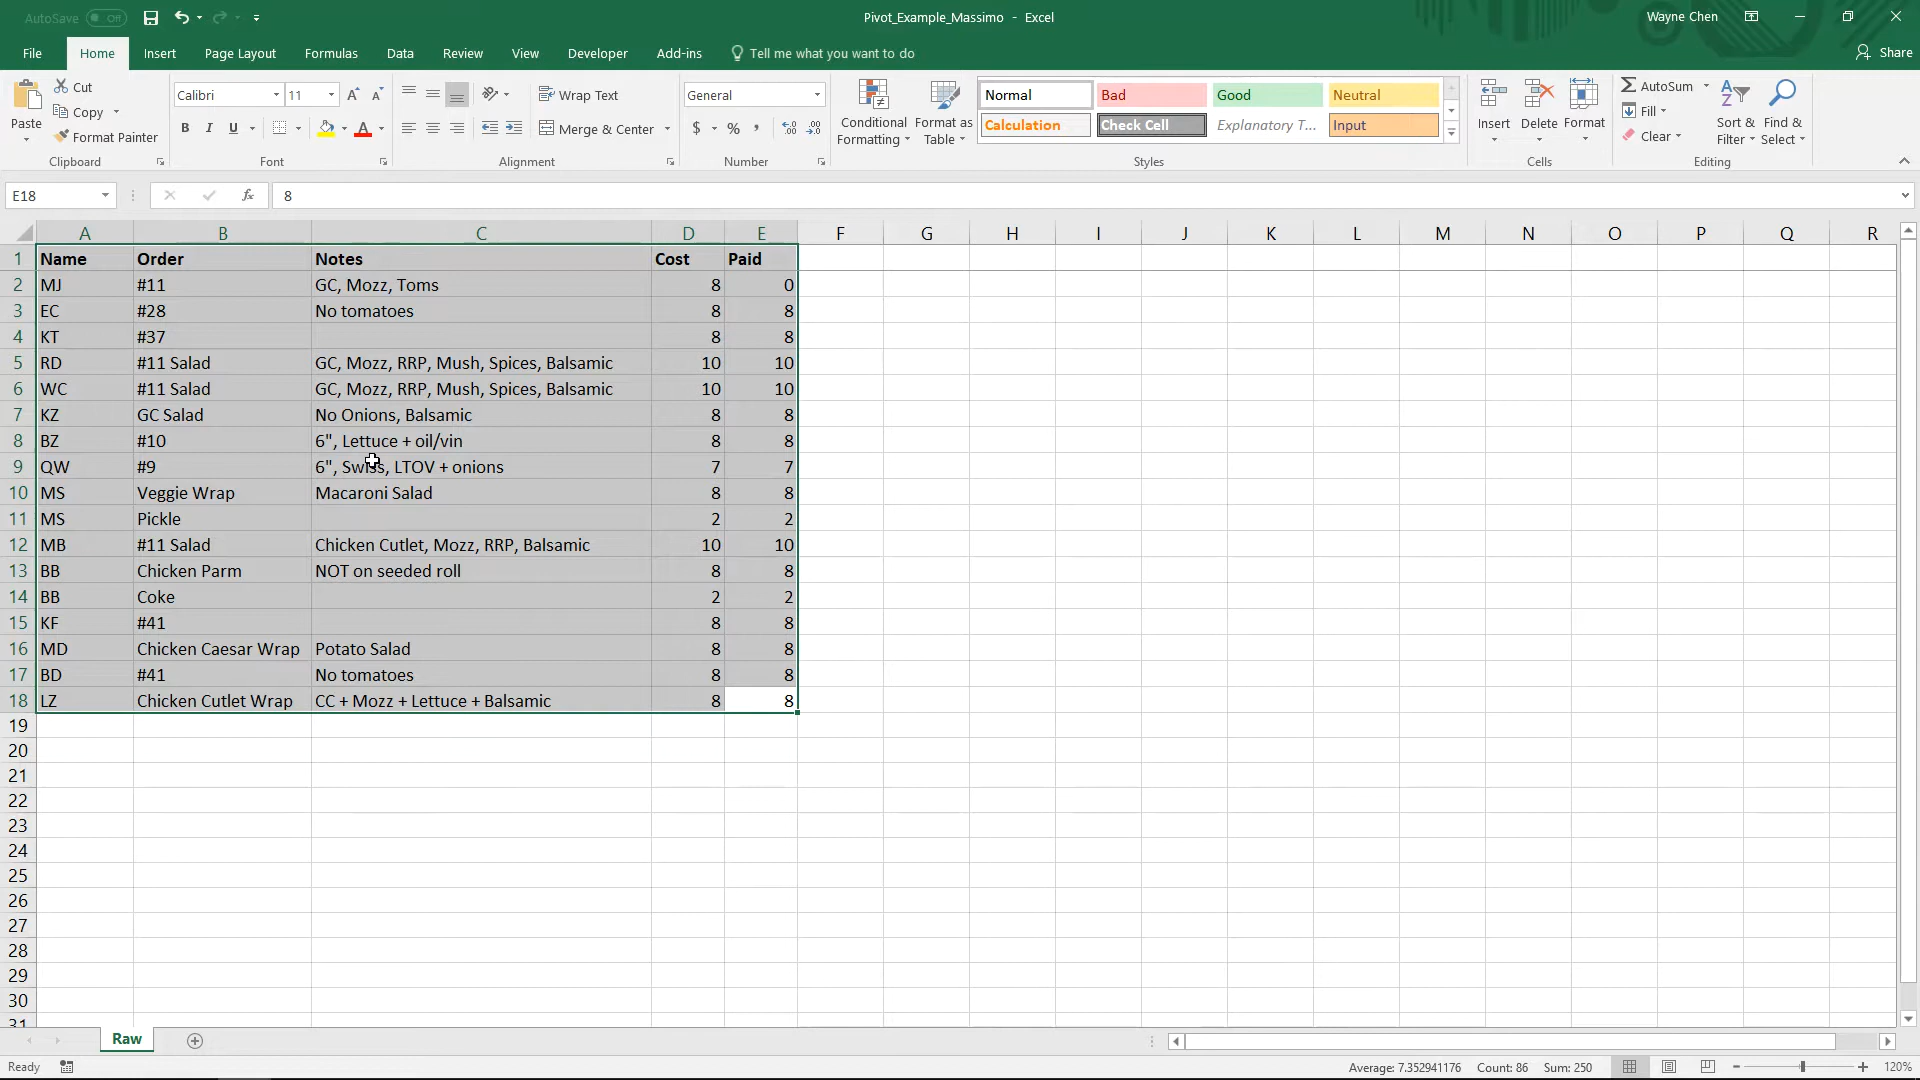 AutoSave Off Pivot_Example_Massimo - Excel Wayne Chen
File Home Insert Page Layout Formulas Data Review View Developer Add-ins Tell me what you want to do Share
Paste Cut Copy Format Painter Clipboard
Calibri 11 A A B I U A Font
Wrap Text Merge & Center Alignment
General $ % , Number
Conditional Formatting Format as Table Normal Bad Good Neutral Calculation Check Cell Explanatory T... Input Styles
Insert Delete Format Cells
AutoSum Fill Clear Sort & Filter Find & Select Editing
E18 fx 8
A B C D E F G H I J K L M N O P Q R
1 Name Order Notes Cost Paid
2 MJ #11 GC, Mozz, Toms 8 0
3 EC #28 No tomatoes 8 8
4 KT #37 8 8
5 RD #11 Salad GC, Mozz, RRP, Mush, Spices, Balsamic 10 10
6 WC #11 Salad GC, Mozz, RRP, Mush, Spices, Balsamic 10 10
7 KZ GC Salad No Onions, Balsamic 8 8
8 BZ #10 6", Lettuce + oil/vin 8 8
9 QW #9 6", Swiss, LTOV + onions 7 7
10 MS Veggie Wrap Macaroni Salad 8 8
11 MS Pickle 2 2
12 MB #11 Salad Chicken Cutlet, Mozz, RRP, Balsamic 10 10
13 BB Chicken Parm NOT on seeded roll 8 8
14 BB Coke 2 2
15 KF #41 8 8
16 MD Chicken Caesar Wrap Potato Salad 8 8
17 BD #41 No tomatoes 8 8
18 LZ Chicken Cutlet Wrap CC + Mozz + Lettuce + Balsamic 8 8
19
20
21
22
23
24
25
26
27
28
29
30
31
Raw
Ready Average: 7.352941176 Count: 86 Sum: 250 120%